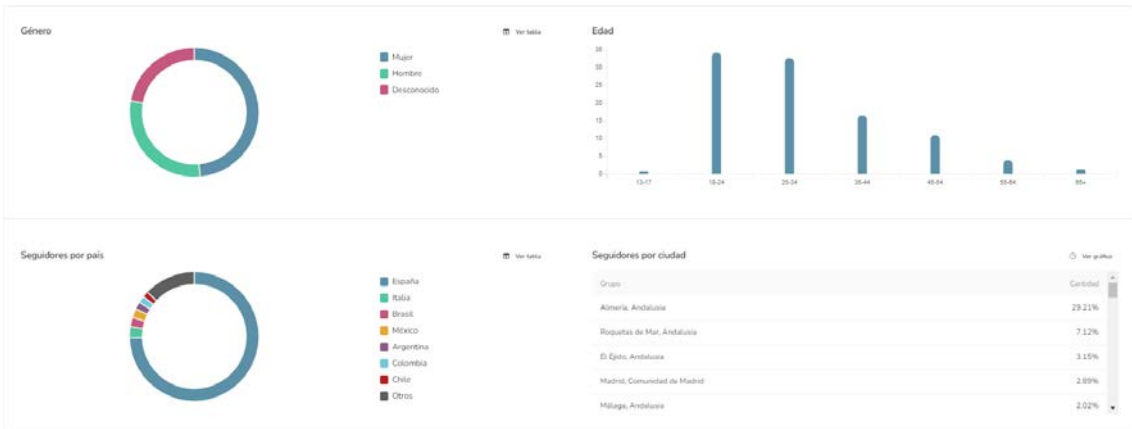 Género
Ver tabla
Mujer
Hombre
Desconocido
Edad
35
30
25
20
15
10
5
0
13-17
18-24
25-34
35-44
45-54
55-64
65+
Seguidores por país
Ver tabla
España
Italia
Brasil
México
Argentina
Colombia
Chile
Otros
Seguidores por ciudad
Ver gráfico
Grupo Cantidad
Almería, Andalusia 29.21%
Roquetas de Mar, Andalusia 7.12%
El Ejido, Andalusia 3.15%
Madrid, Comunidad de Madrid 2.89%
Málaga, Andalusia 2.02%